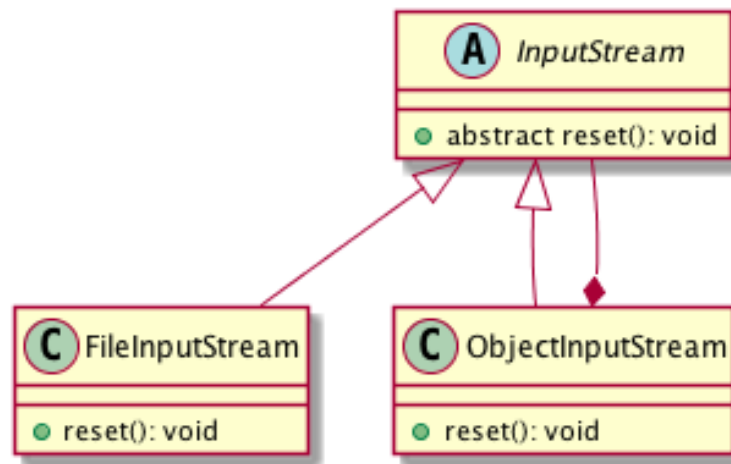 A InputStream
abstract reset(): void
C FileInputStream
reset(): void
C ObjectInputStream
reset(): void